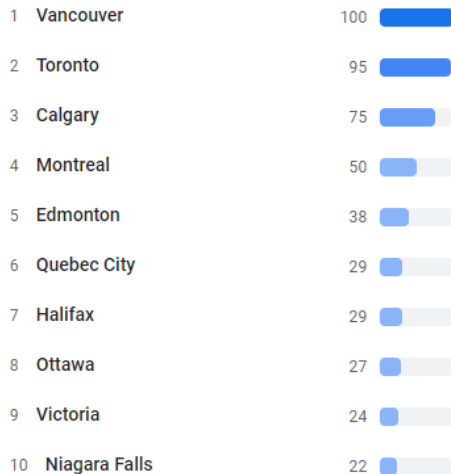 1 Vancouver 100
2 Toronto 95
3 Calgary 75
4 Montreal 50
5 Edmonton 38
6 Quebec City 29
7 Halifax 29
8 Ottawa 27
9 Victoria 24
10 Niagara Falls 22